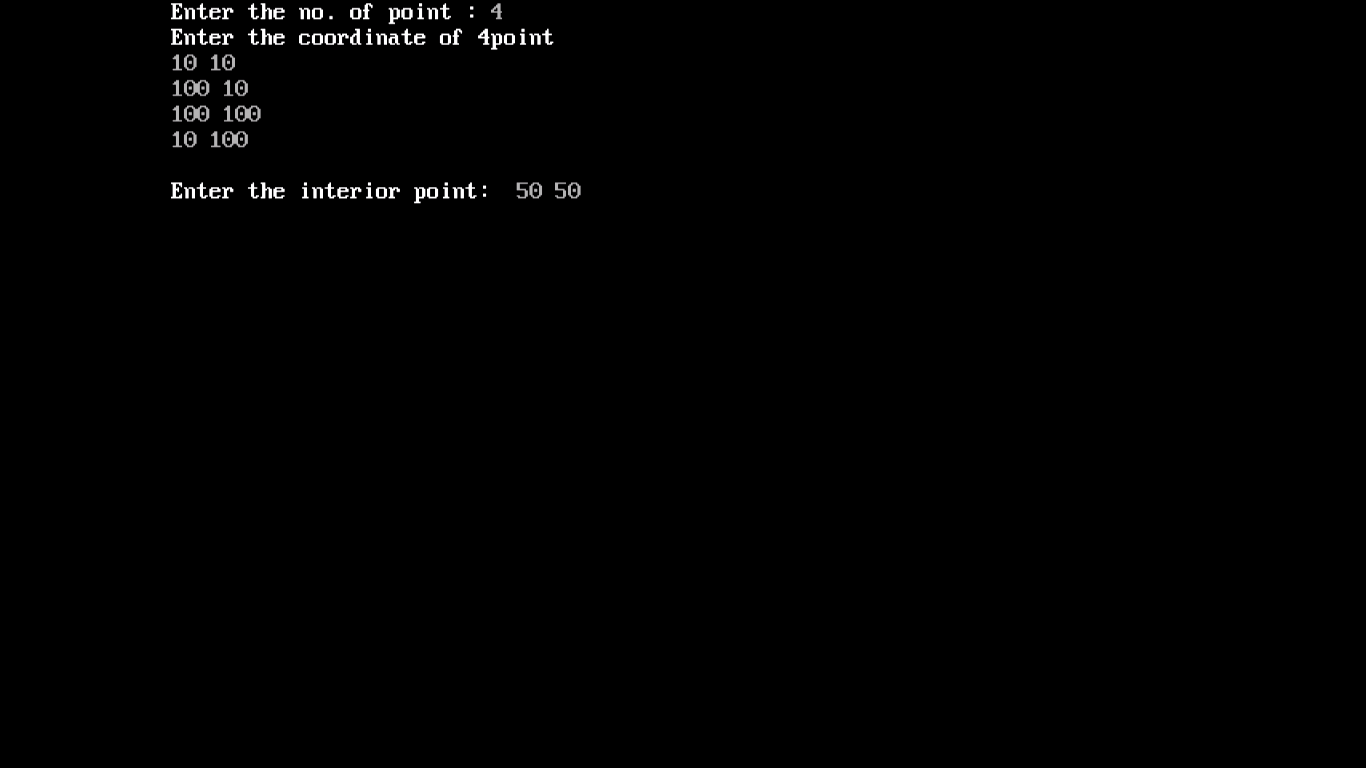 Enter the no. of point : 4
Enter the coordinate of 4point
10 10
100 10
100 100
10 100
Enter the interior point:  50 50